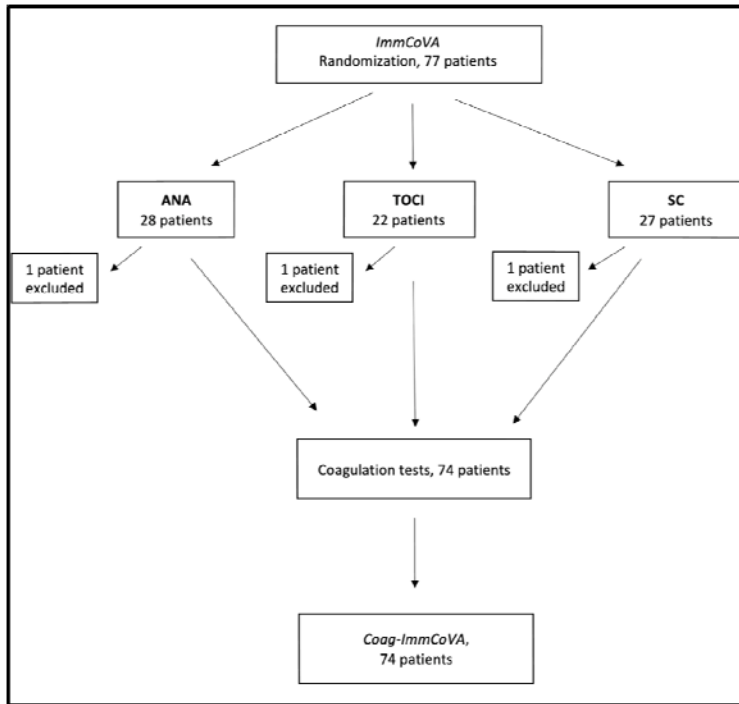 ImmCoVA
Randomization, 77 patients
ANA
28 patients
TOCI
22 patients
SC
27 patients
1 patient
excluded
1 patient
excluded
1 patient
excluded
Coagulation tests, 74 patients
Coag-ImmCoVA,
74 patients